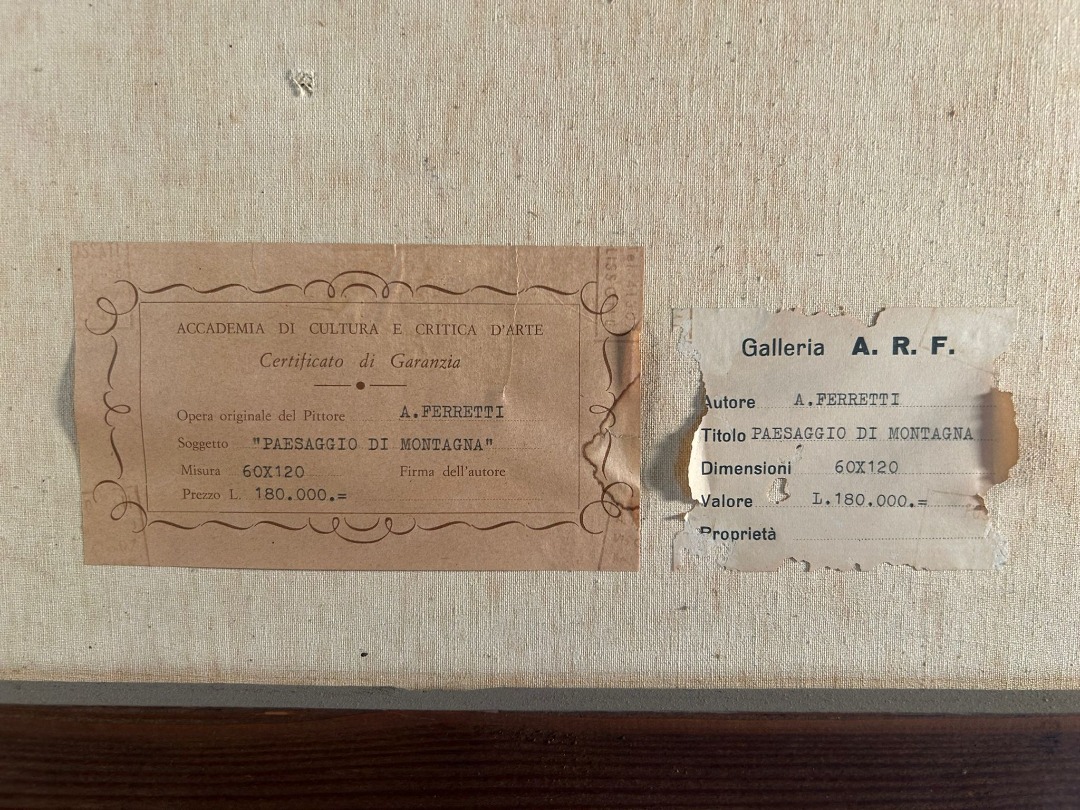 ACCADEMIA DI CULTURA E CRITICA D'ARTE
Certificato di Garanzia
Opera originale del Pittore A.FERRETTI
Soggetto "PAESAGGIO DI MONTAGNA"
Misura 60X120 Firma dell'autore
Prezzo L. 180.000.=
Galleria A. R. F.
Autore A.FERRETTI
Titolo PAESAGGIO DI MONTAGNA
Dimensioni 60X120
Valore L.180.000.=
Proprietà